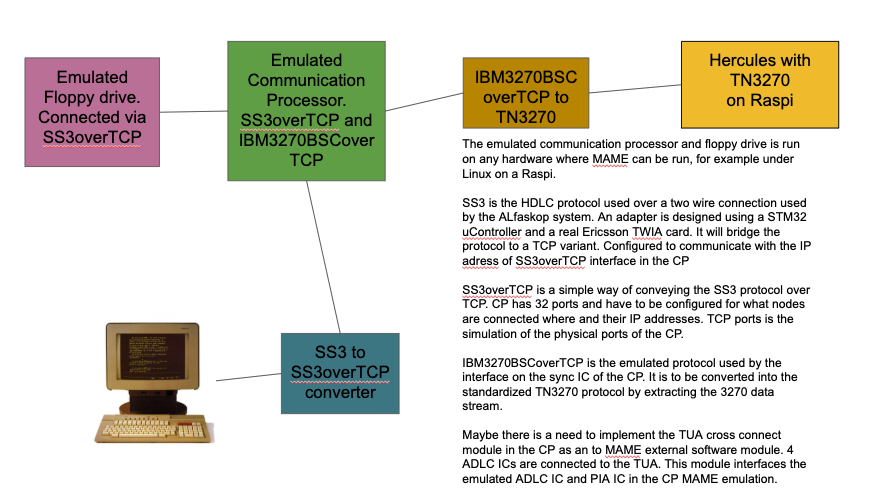 Emulated
Floppy drive.
Connected via
SS3overTCP
Emulated
Communication
Processor.
SS3overTCP and
IBM3270BSCover
TCP
IBM3270BSC
overTCP to
TN3270
Hercules with
TN3270
on Raspi
SS3 to
SS3overTCP
converter
The emulated communication processor and floppy drive is run
on any hardware where MAME can be run, for example under
Linux on a Raspi.
SS3 is the HDLC protocol used over a two wire connection used
by the ALfaskop system. An adapter is designed using a STM32
uController and a real Ericsson TWIA card. It will bridge the
protocol to a TCP variant. Configured to communicate with the IP
adress of SS3overTCP interface in the CP
SS3overTCP is a simple way of conveying the SS3 protocol over
TCP. CP has 32 ports and have to be configured for what nodes
are connected where and their IP addresses. TCP ports is the
simulation of the physical ports of the CP.
IBM3270BSCoverTCP is the emulated protocol used by the
interface on the sync IC of the CP. It is to be converted into the
standardized TN3270 protocol by extracting the 3270 data
stream.
Maybe there is a need to implement the TUA cross connect
module in the CP as an to MAME external software module. 4
ADLC ICs are connected to the TUA. This module interfaces the
emulated ADLC IC and PIA IC in the CP MAME emulation.